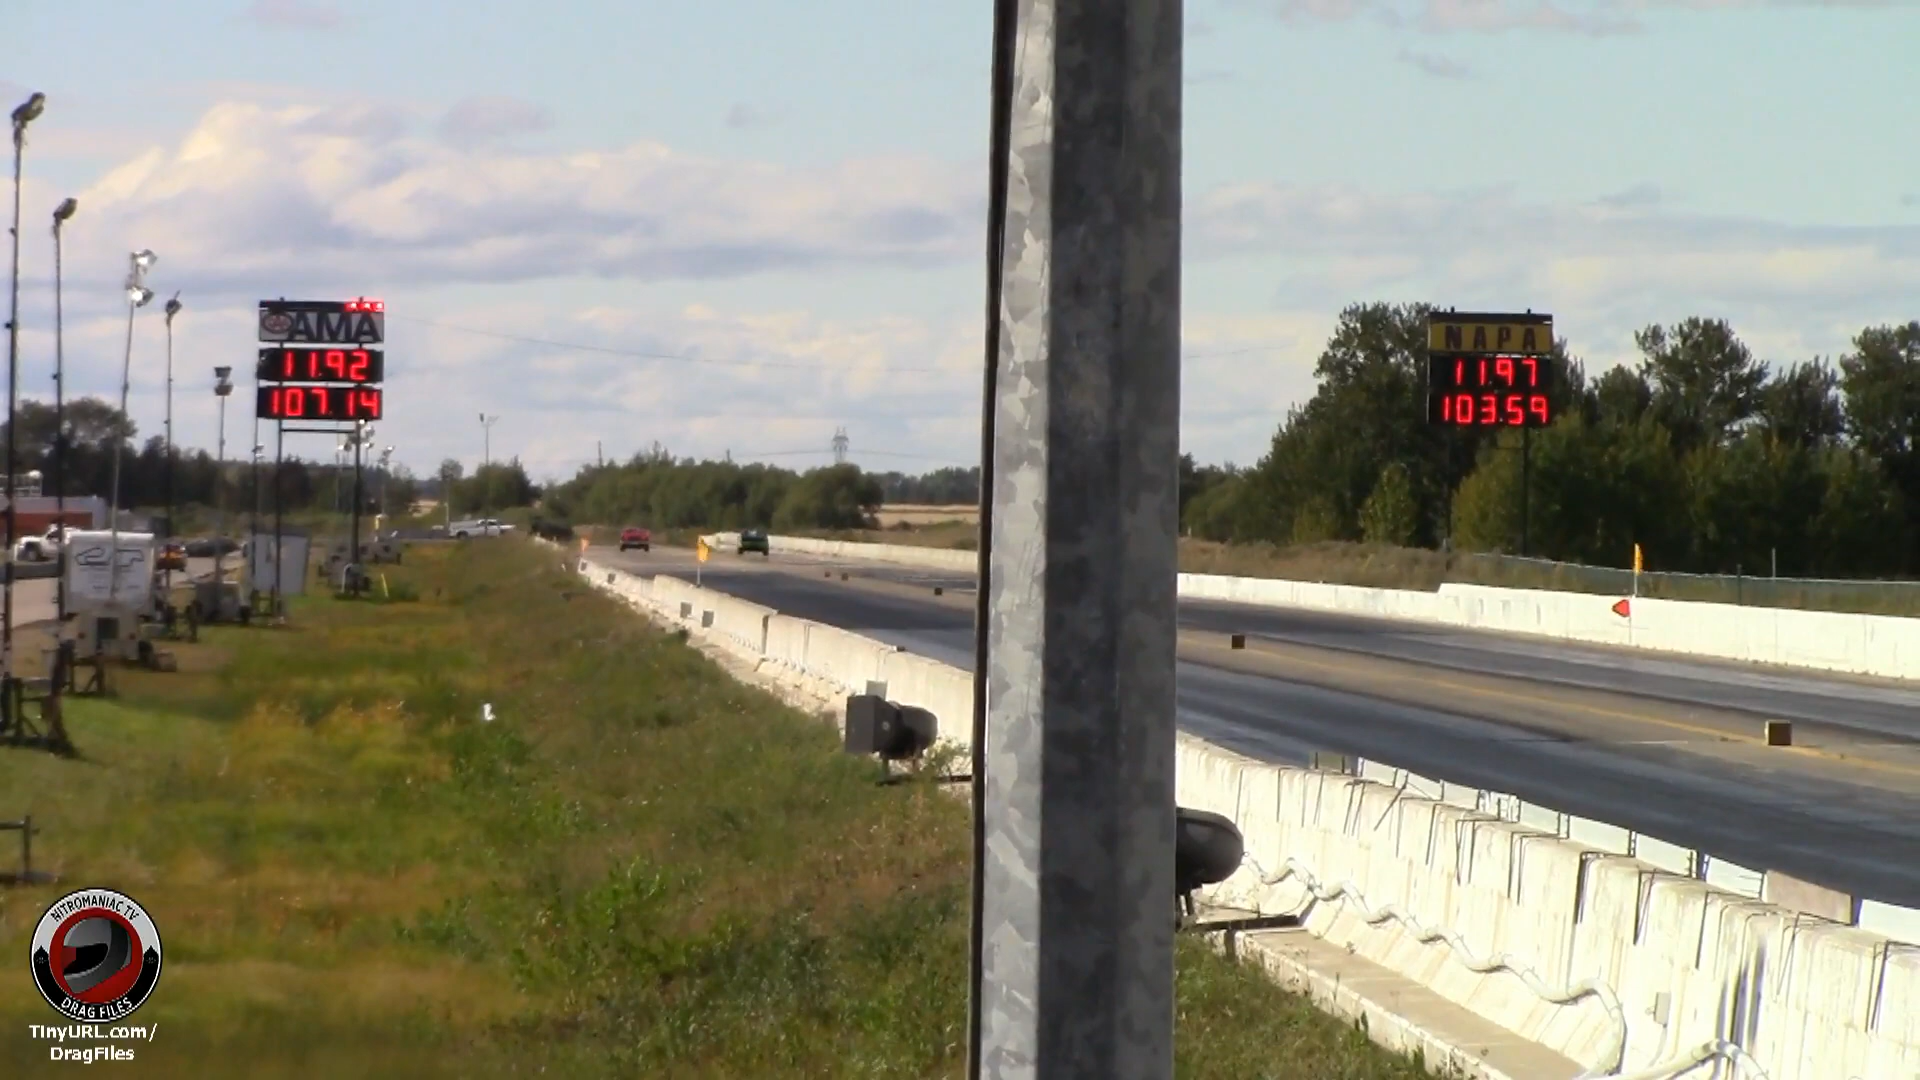 AMA
11.92
107.14
NAPA
11.97
103.59
NITROMANIAC TV
DRAG FILES
TinyURL.com/
DragFiles